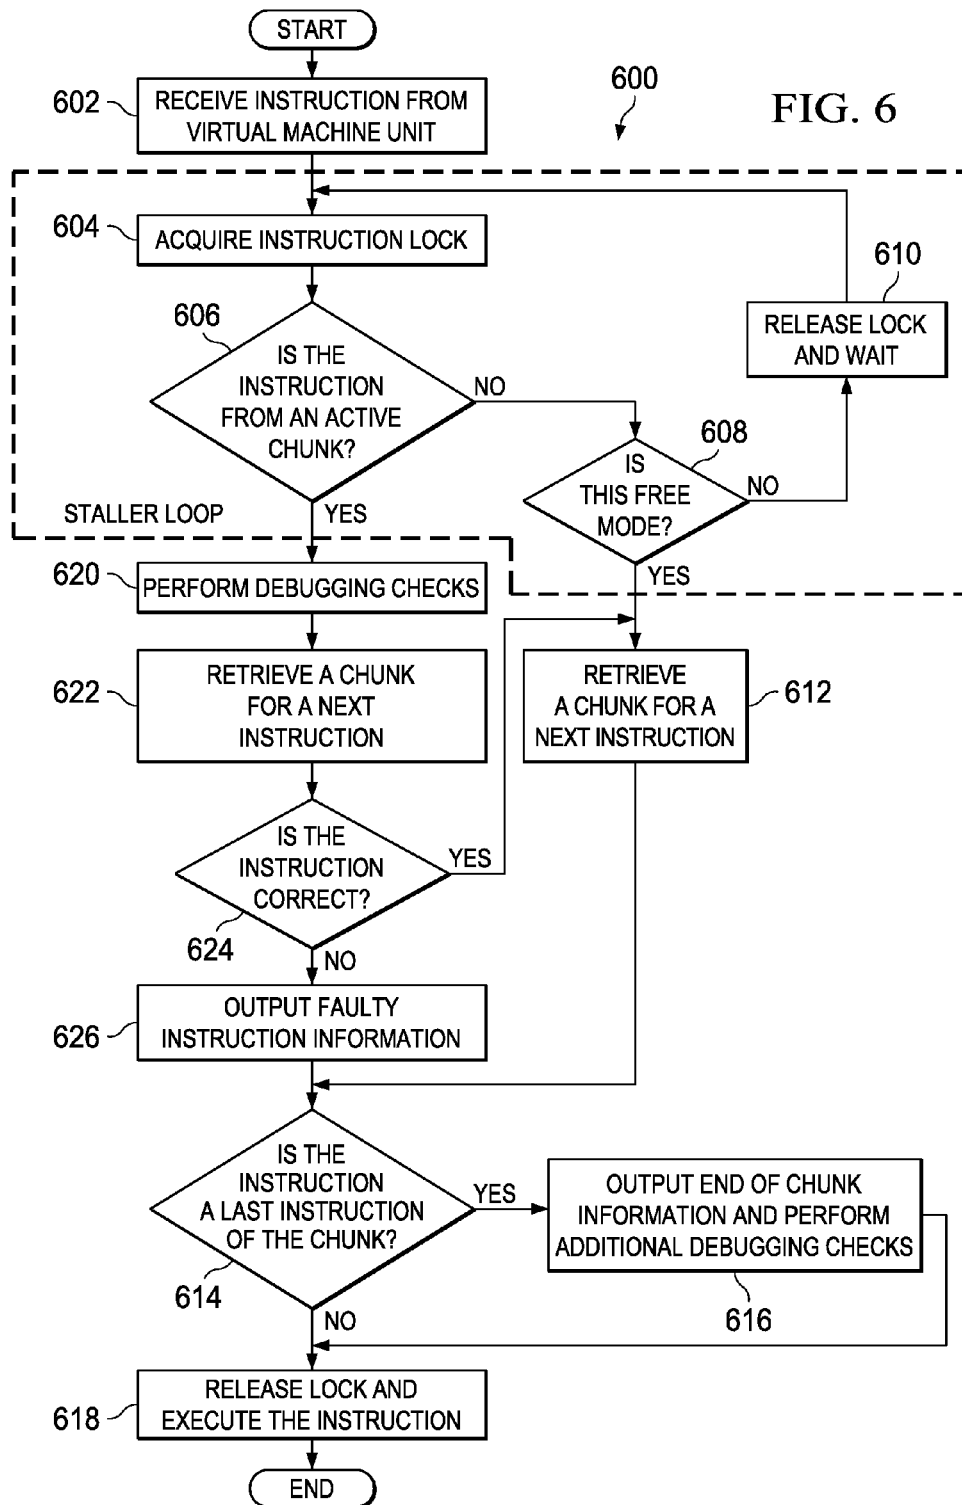 START
600
FIG. 6
602
RECEIVE INSTRUCTION FROM
VIRTUAL MACHINE UNIT
604
ACQUIRE INSTRUCTION LOCK
610
RELEASE LOCK
AND WAIT
606
IS THE
INSTRUCTION
FROM AN ACTIVE
CHUNK?
NO
608
IS
THIS FREE
MODE?
NO
STALLER LOOP
YES
YES
620
PERFORM DEBUGGING CHECKS
622
RETRIEVE A CHUNK
FOR A NEXT
INSTRUCTION
RETRIEVE
A CHUNK FOR A
NEXT INSTRUCTION
612
IS THE
INSTRUCTION
CORRECT?
YES
624
NO
626
OUTPUT FAULTY
INSTRUCTION INFORMATION
IS THE
INSTRUCTION
A LAST INSTRUCTION
OF THE CHUNK?
YES
614
OUTPUT END OF CHUNK
INFORMATION AND PERFORM
ADDITIONAL DEBUGGING CHECKS
616
NO
618
RELEASE LOCK AND
EXECUTE THE INSTRUCTION
END